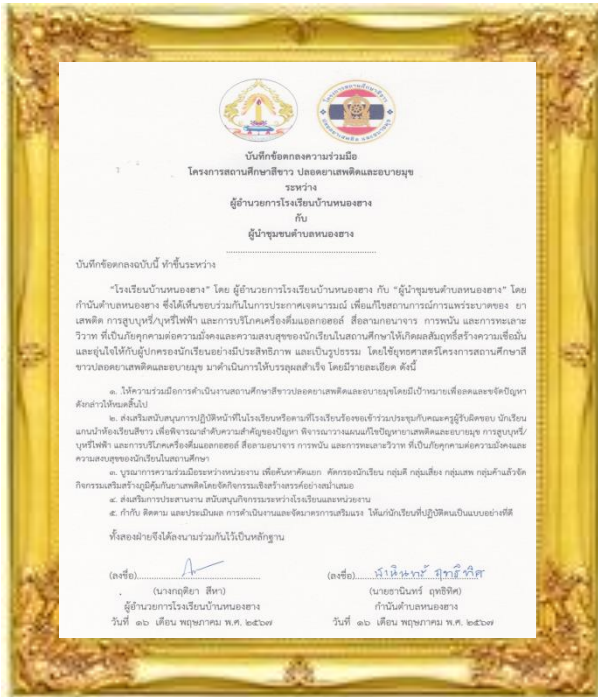 บันทึกข้อตกลงความร่วมมือ
โครงการสถานศึกษาสีขาว ปลอดยาเสพติดและอบายมุข
ระหว่าง
ผู้อำนวยการโรงเรียนบ้านหนองฮาง
กับ
ผู้นำชุมชนตำบลหนองฮาง
บันทึกข้อตกลงฉบับนี้ ทำขึ้นระหว่าง
"โรงเรียนบ้านหนองฮาง" โดย ผู้อำนวยการโรงเรียนบ้านหนองฮาง กับ "ผู้นำชุมชนตำบลหนองฮาง" โดย
กำนันตำบลหนองฮาง ซึ่งได้เห็นชอบร่วมกันในการประกาศเจตนารมณ์ เพื่อแก้ไขสถานการณ์การแพร่ระบาดของ ยา
เสพติด การสูบบุหรี่/บุหรี่ไฟฟ้า และการบริโภคเครื่องดื่มแอลกอฮอล์ สื่อลามกอนาจาร การพนัน และการทะเลาะ
วิวาท ที่เป็นภัยคุกคามต่อความมั่งคงและความสงบสุขของนักเรียนในสถานศึกษาให้เกิดผลสัมฤทธิ์สร้างความเชื่อมั่น
และอุ่นใจให้กับผู้ปกครองนักเรียนอย่างมีประสิทธิภาพ และเป็นรูปธรรม โดยใช้ยุทธศาสตร์โครงการสถานศึกษาสี
ขาวปลอดยาเสพติดและอบายมุข มาดำเนินการให้บรรลุผลสำเร็จ โดยมีรายละเอียด ดังนี้
๑. ให้ความร่วมมือการดำเนินงานสถานศึกษาสีขาวปลอดยาเสพติดและอบายมุขโดยมีเป้าหมายเพื่อลดและขจัดปัญหา
ดังกล่าวให้หมดสิ้นไป
๒. ส่งเสริมสนับสนุนการปฏิบัติหน้าที่ในโรงเรียนหรือตามที่โรงเรียนร้องขอเข้าร่วมประชุมกับคณะครูผู้รับผิดชอบ นักเรียน
แกนนำห้องเรียนสีขาว เพื่อพิจารณาลำดับความสำคัญของปัญหา พิจารณาวางแผนแก้ไขปัญหายาเสพติดและอบายมุข การสูบบุหรี่/
บุหรี่ไฟฟ้า และการบริโภคเครื่องดื่มแอลกอฮอล์ สื่อลามอนาจาร การพนัน และการทะเลาะวิวาท ที่เป็นภัยคุกคามต่อความมั่งคงและ
ความสงบสุขของนักเรียนในสถานศึกษา
๓. บูรณาการความร่วมมือระหว่างหน่วยงาน เพื่อค้นหาคัดแยก คัดกรองนักเรียน กลุ่มดี กลุ่มเสี่ยง กลุ่มเสพ กลุ่มค้าแล้วจัด
กิจกรรมเสริมสร้างภูมิคุ้มกันยาเสพติดโดยจัดกิจกรรมเชิงสร้างสรรค์อย่างสม่ำเสมอ
๔. ส่งเสริมการประสานงาน สนับสนุนกิจกรรมระหว่างโรงเรียนและหน่วยงาน
๕. กำกับ ติดตาม และประเมินผล การดำเนินงานและจัดมาตรการเสริมแรง ให้แก่นักเรียนที่ปฏิบัติตนเป็นแบบอย่างที่ดี
ทั้งสองฝ่ายจึงได้ลงนามร่วมกันไว้เป็นหลักฐาน
(ลงชื่อ) (ลงชื่อ) ธานินทร์ ฤทธิทิศ
(นางกฤติยา สีหา) (นายธานินทร์ ฤทธิทิศ)
ผู้อำนวยการโรงเรียนบ้านหนองฮาง กำนันตำบลหนองฮาง
วันที่ ๑๖ เดือน พฤษภาคม พ.ศ. ๒๕๖๗ วันที่ ๑๖ เดือน พฤษภาคม พ.ศ. ๒๕๖๗